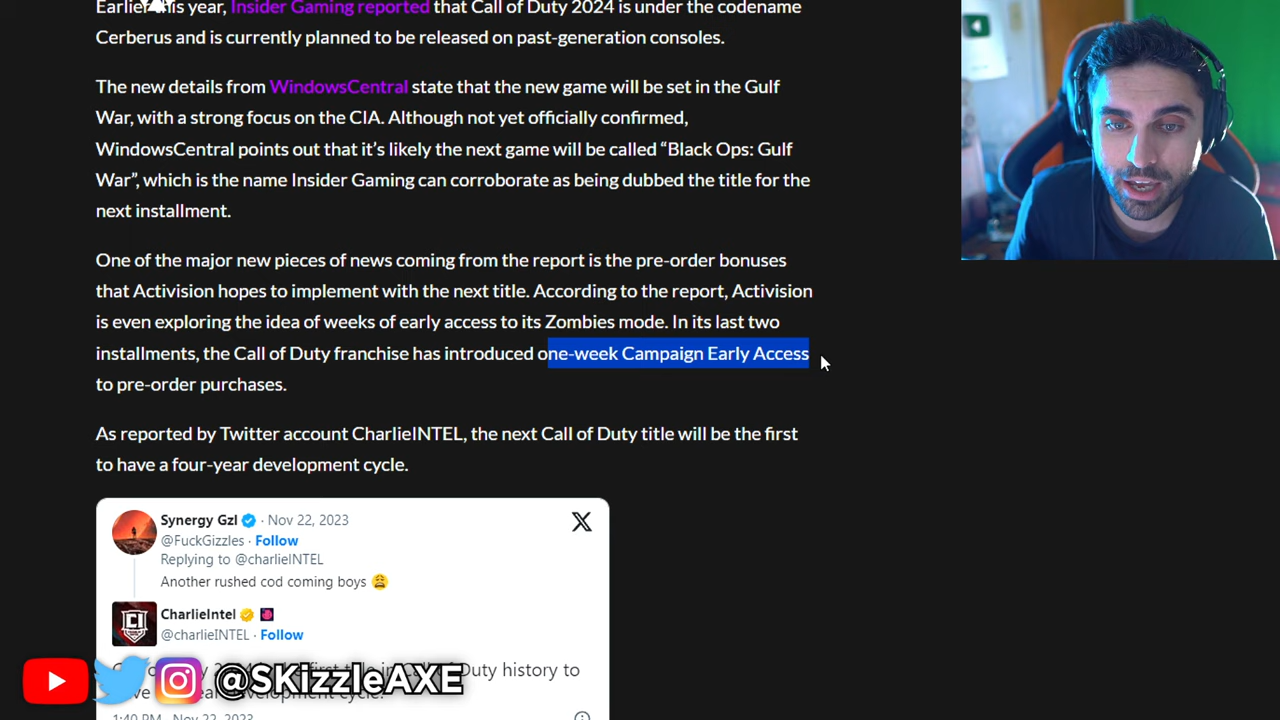 Earlier this year, Insider Gaming reported that Call of Duty 2024 is under the codename
Cerberus and is currently planned to be released on past-generation consoles.
The new details from WindowsCentral state that the new game will be set in the Gulf
War, with a strong focus on the CIA. Although not yet officially confirmed,
WindowsCentral points out that it’s likely the next game will be called “Black Ops: Gulf
War”, which is the name Insider Gaming can corroborate as being dubbed the title for the
next installment.
One of the major new pieces of news coming from the report is the pre-order bonuses
that Activision hopes to implement with the next title. According to the report, Activision
is even exploring the idea of weeks of early access to its Zombies mode. In its last two
installments, the Call of Duty franchise has introduced one-week Campaign Early Access
to pre-order purchases.
As reported by Twitter account CharlieINTEL, the next Call of Duty title will be the first
to have a four-year development cycle.
Synergy Gzl · Nov 22, 2023
@FuckGizzles · Follow
Replying to @charlieINTEL
Another rushed cod coming boys 😩
CharlieIntel
@charlieINTEL · Follow
first title in Call of Duty history to
development cycle.
@SKizzleAXE
1:40 PM · Nov 22, 2023